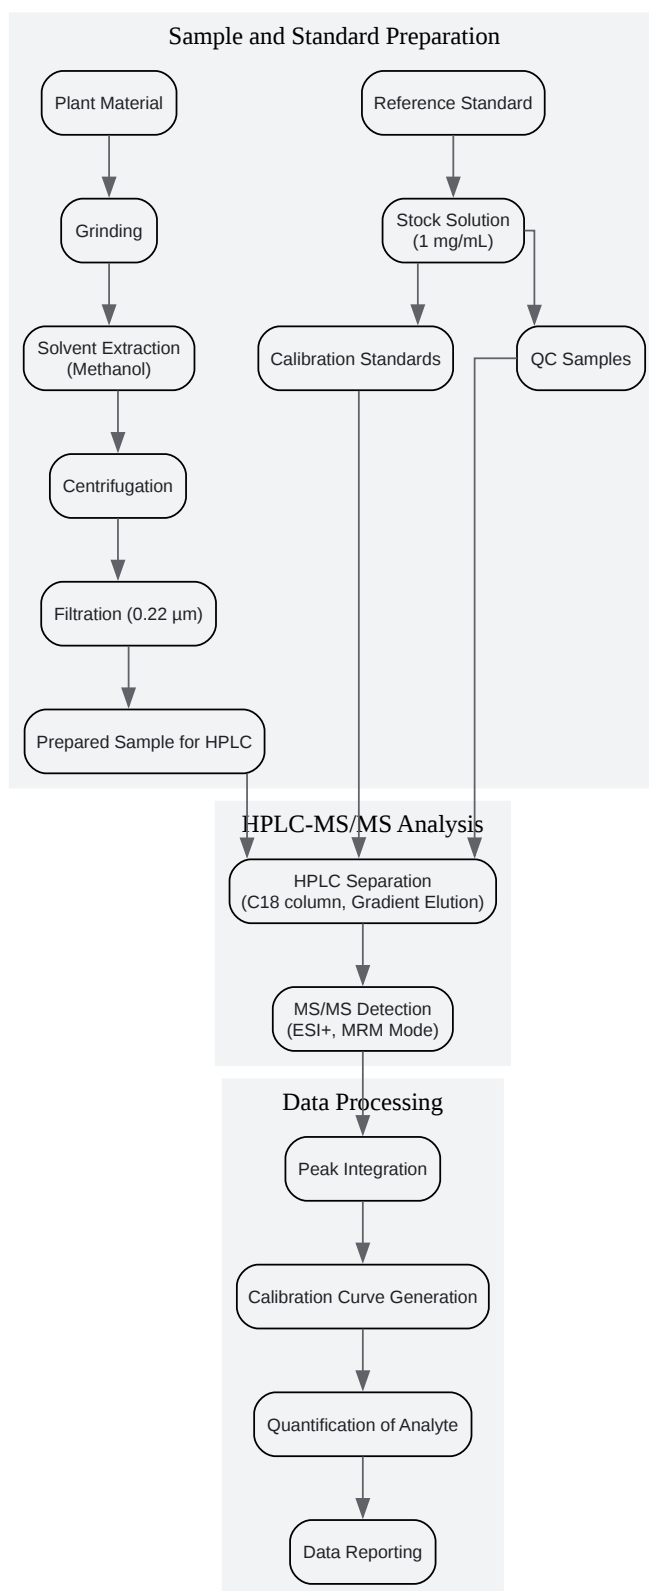 Sample and Standard Preparation
Plant Material
Reference Standard
Grinding
Stock Solution
(1 mg/mL)
Solvent Extraction
(Methanol)
Calibration Standards
QC Samples
Centrifugation
Filtration (0.22 µm)
Prepared Sample for HPLC
HPLC-MS/MS Analysis
HPLC Separation
(C18 column, Gradient Elution)
MS/MS Detection
(ESI+, MRM Mode)
Data Processing
Peak Integration
Calibration Curve Generation
Quantification of Analyte
Data Reporting